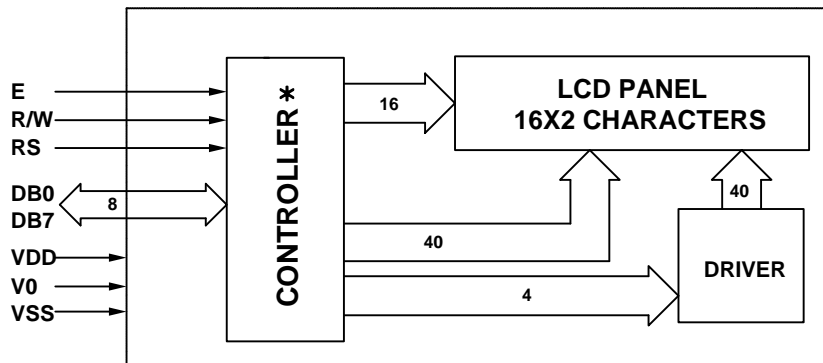 E
R/W
RS
DB0
DB7
VDD
V0
VSS
8
CONTROLLER*
16
40
4
LCD PANEL
16X2 CHARACTERS
40
DRIVER